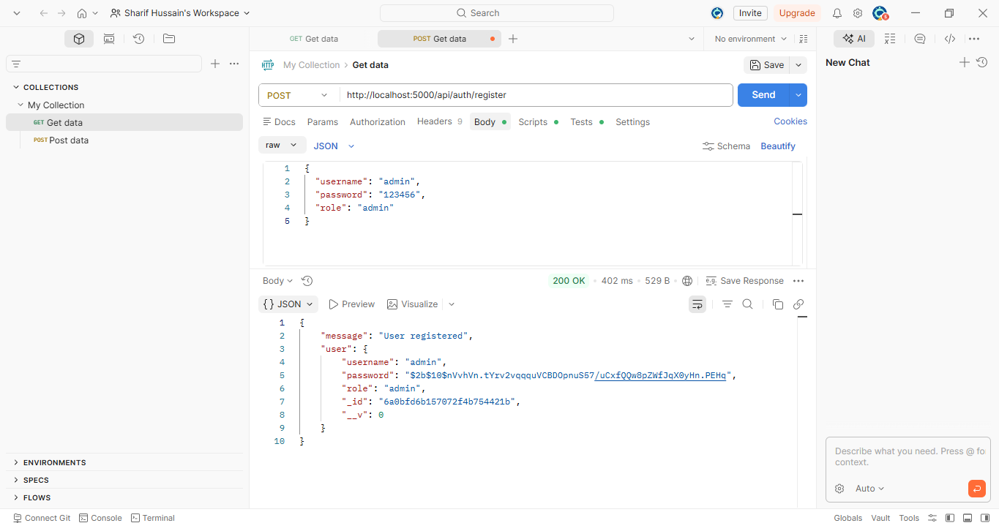 Sharif Hussain's Workspace
Search
Invite
Upgrade
5
GET Get data
POST Get data
No environment
AI
New Chat
COLLECTIONS
My Collection
GET Get data
POST Post data
ENVIRONMENTS
SPECS
FLOWS
HTTP
My Collection > Get data
Save
POST
http://localhost:5000/api/auth/register
Send
Docs
Params
Authorization
Headers 9
Body
Scripts
Tests
Settings
Cookies
raw
JSON
Schema
Beautify
1 {
2 "username": "admin",
3 "password": "123456",
4 "role": "admin"
5 }
Body
200 OK • 402 ms • 529 B
e.g. Save Response
{} JSON
Preview
Visualize
1 {
2 "message": "User registered",
3 "user": {
4 "username": "admin",
5 "password": "$2b$10$nVvhVn.tYrv2vqqquVCBDOpnuS57/uCxfQQw8pZWfJqX0yHn.PEHq",
6 "role": "admin",
7 "_id": "6a0bfd6b157072f4b754421b",
8 "__v": 0
9 }
10 }
Describe what you need. Press @ fo
context.
Auto
Connect Git
Console
Terminal
Globals
Vault
Tools